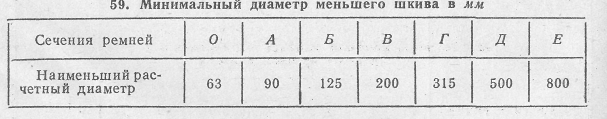 59. Минимальный диаметр меньшего шкива в мм
Сечения ремней О А Б В Г Д Е
Наименьший рас-
четный диаметр 63 90 125 200 315 500 800